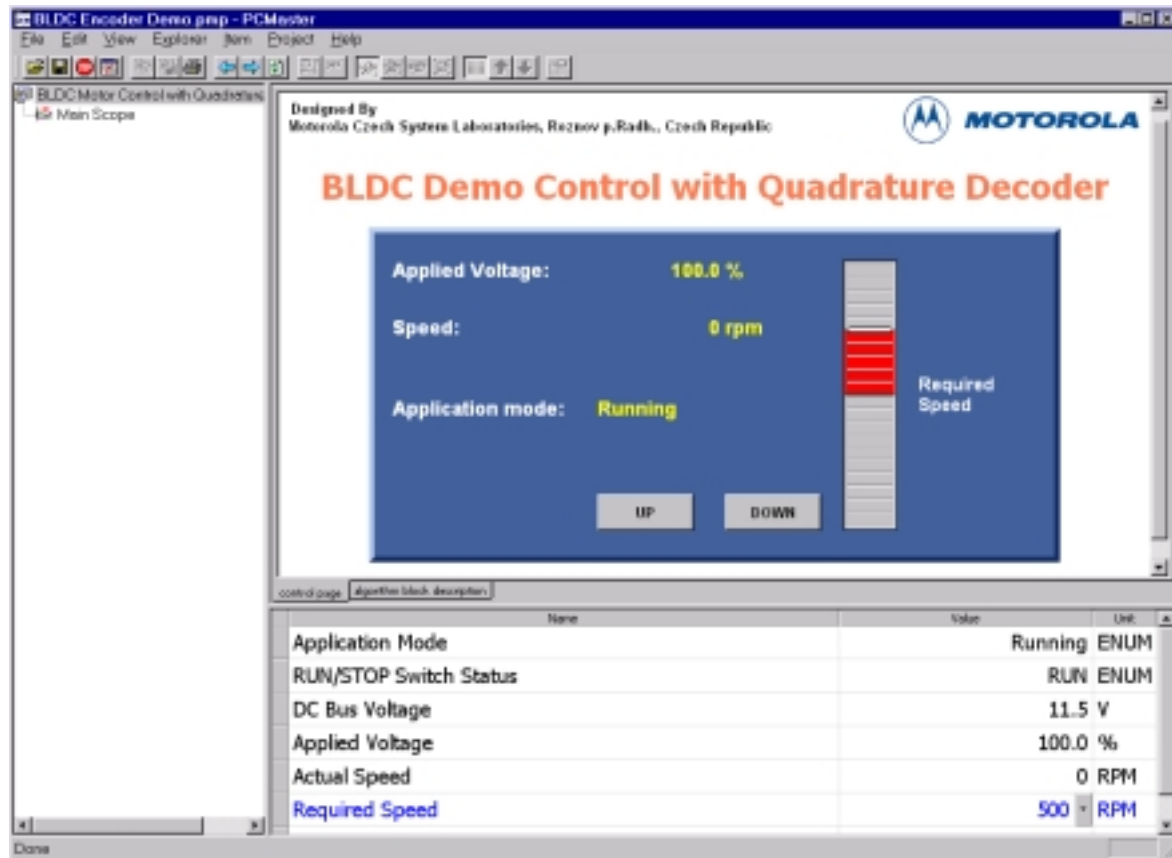 BLDC Encoder Demo.pmp - PCMaster
File Edit View Explorer Item Project Help
BLDC Motor Control with Quadrature
Main Scope
Designed By
Motorola Czech System Laboratories, Roznov p.Radh., Czech Republic
MOTOROLA
BLDC Demo Control with Quadrature Decoder
Applied Voltage: 100.0 %
Speed: 0 rpm
Required
Speed
Application mode: Running
UP DOWN
control page algorithm block description
Name Value Unit
Application Mode Running ENUM
RUN/STOP Switch Status RUN ENUM
DC Bus Voltage 11.5 V
Applied Voltage 100.0 %
Actual Speed 0 RPM
Required Speed 500 RPM
Done